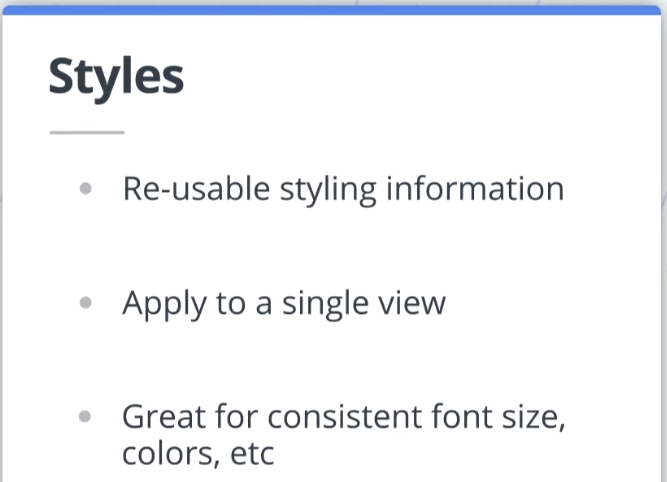 Styles
Re-usable styling information
Apply to a single view
Great for consistent font size,
colors, etc